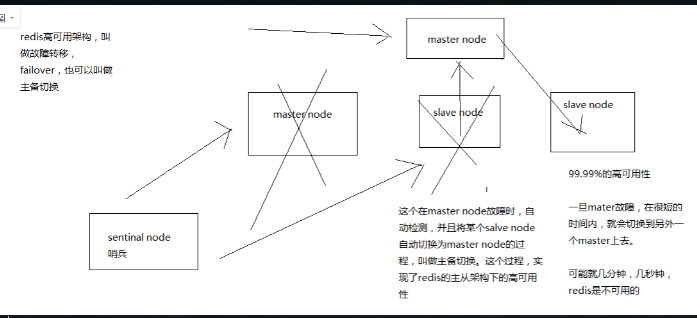 redis高可用架构，叫
做故障转移，
failover，也可以叫做
主备切换
master node
master node
slave node
slave node
sentinal node
哨兵
这个在master node故障时，自
动检测，并且将某个salve node
自动切换为master node的过
程，叫做主备切换。这个过程，实
现了redis的主从架构下的高可用
性
99.99%的高可用性
一旦mater故障，在很短的
时间内，就会切换到另外一
个master上去。
可能就几分钟，几秒钟，
redis是不可用的